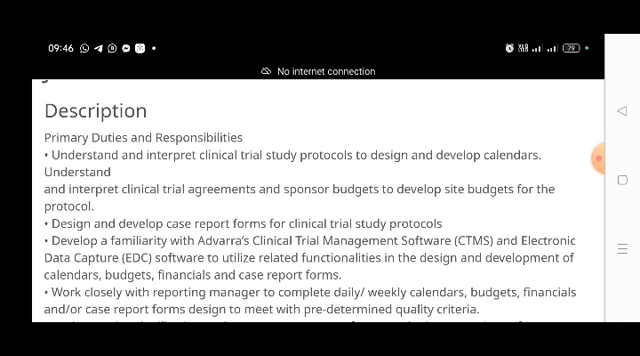 09:46
79
No internet connection
Description
Primary Duties and Responsibilities
• Understand and interpret clinical trial study protocols to design and develop calendars.
Understand
and interpret clinical trial agreements and sponsor budgets to develop site budgets for the
protocol.
• Design and develop case report forms for clinical trial study protocols
• Develop a familiarity with Advarra's Clinical Trial Management Software (CTMS) and Electronic
Data Capture (EDC) software to utilize related functionalities in the design and development of
calendars, budgets, financials and case report forms.
• Work closely with reporting manager to complete daily/ weekly calendars, budgets, financials
and/or case report forms design to meet with pre-determined quality criteria.